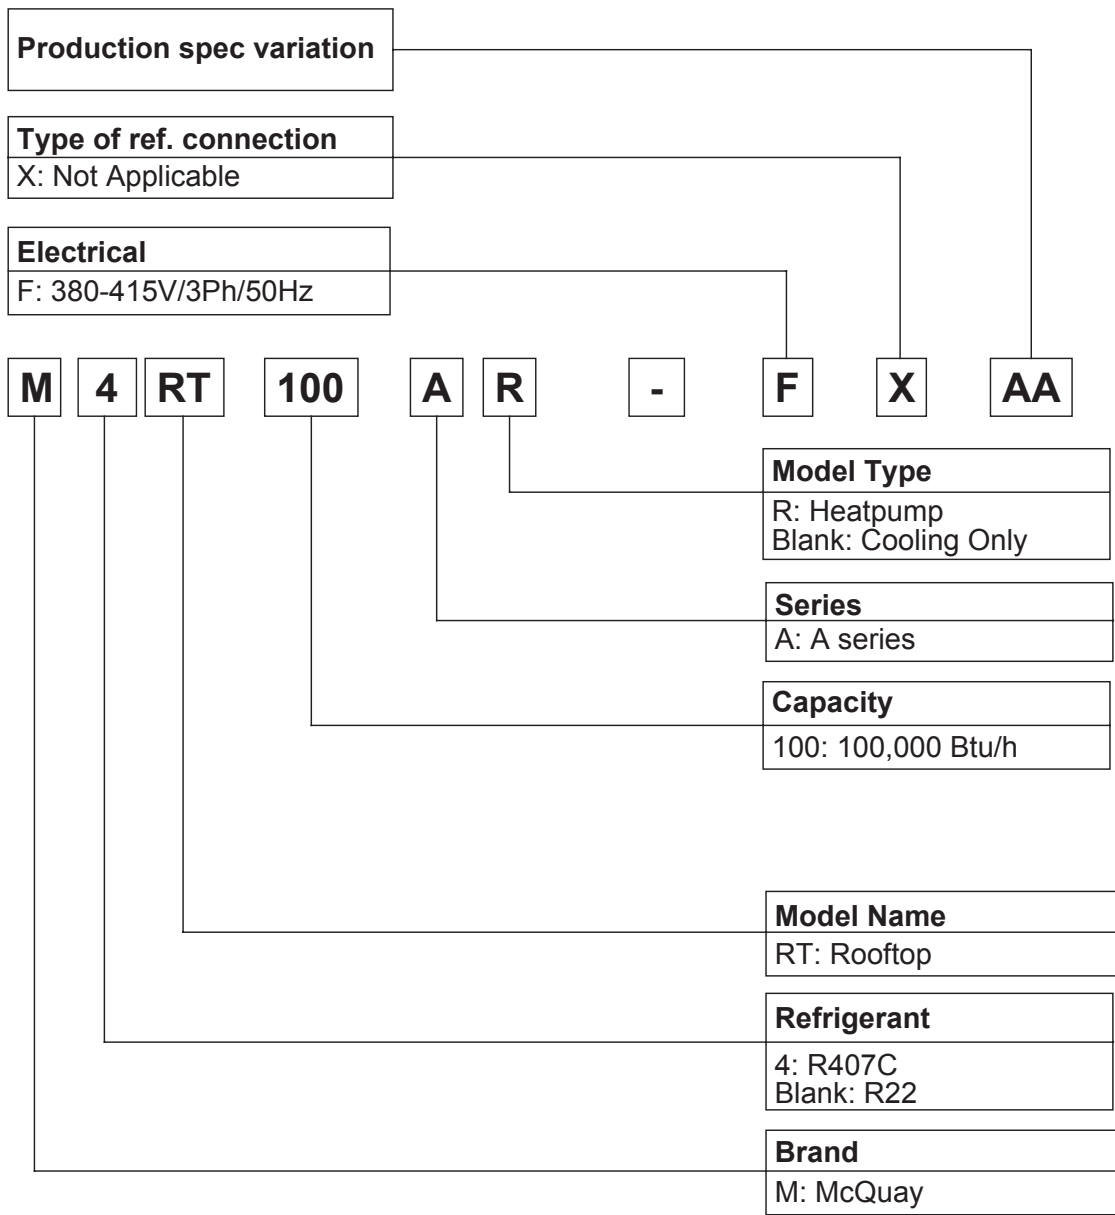 Production spec variation
Type of ref. connection
X: Not Applicable
Electrical
F: 380-415V/3Ph/50Hz
M 4 RT 100 A R - F X AA
Model Type
R: Heatpump
Blank: Cooling Only
Series
A: A series
Capacity
100: 100,000 Btu/h
Model Name
RT: Rooftop
Refrigerant
4: R407C
Blank: R22
Brand
M: McQuay